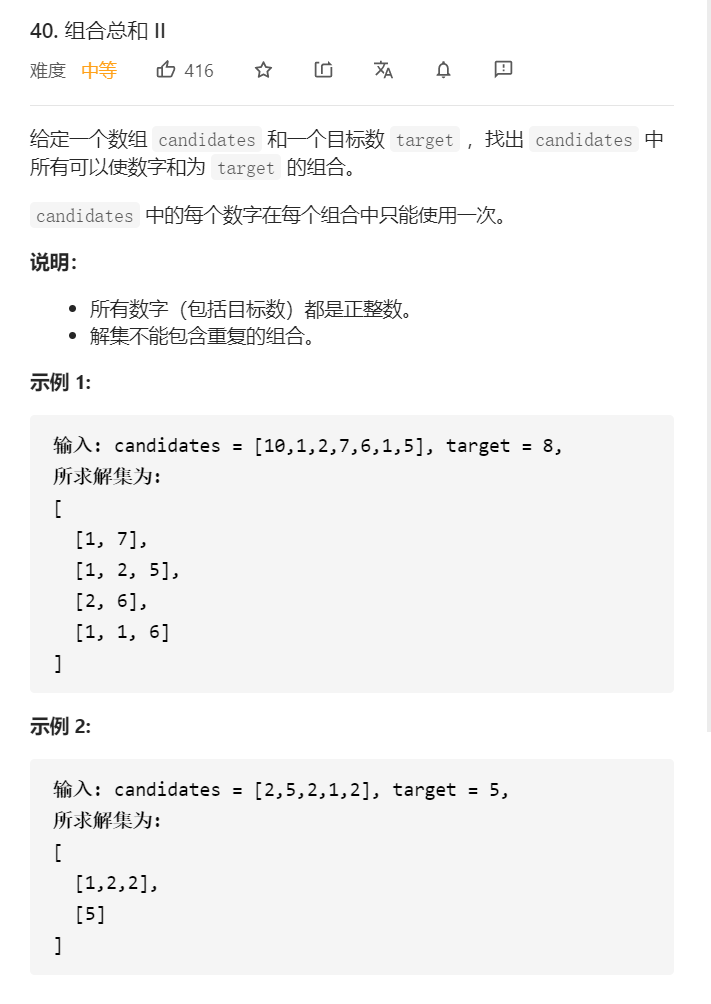 40. 组合总和 II
难度 中等 416
给定一个数组 candidates 和一个目标数 target ，找出 candidates 中
所有可以使数字和为 target 的组合。
candidates 中的每个数字在每个组合中只能使用一次。
说明：
所有数字（包括目标数）都是正整数。
解集不能包含重复的组合。
示例 1:
输入: candidates = [10,1,2,7,6,1,5], target = 8,
所求解集为:
[
[1, 7],
[1, 2, 5],
[2, 6],
[1, 1, 6]
]
示例 2:
输入: candidates = [2,5,2,1,2], target = 5,
所求解集为:
[
[1,2,2],
[5]
]